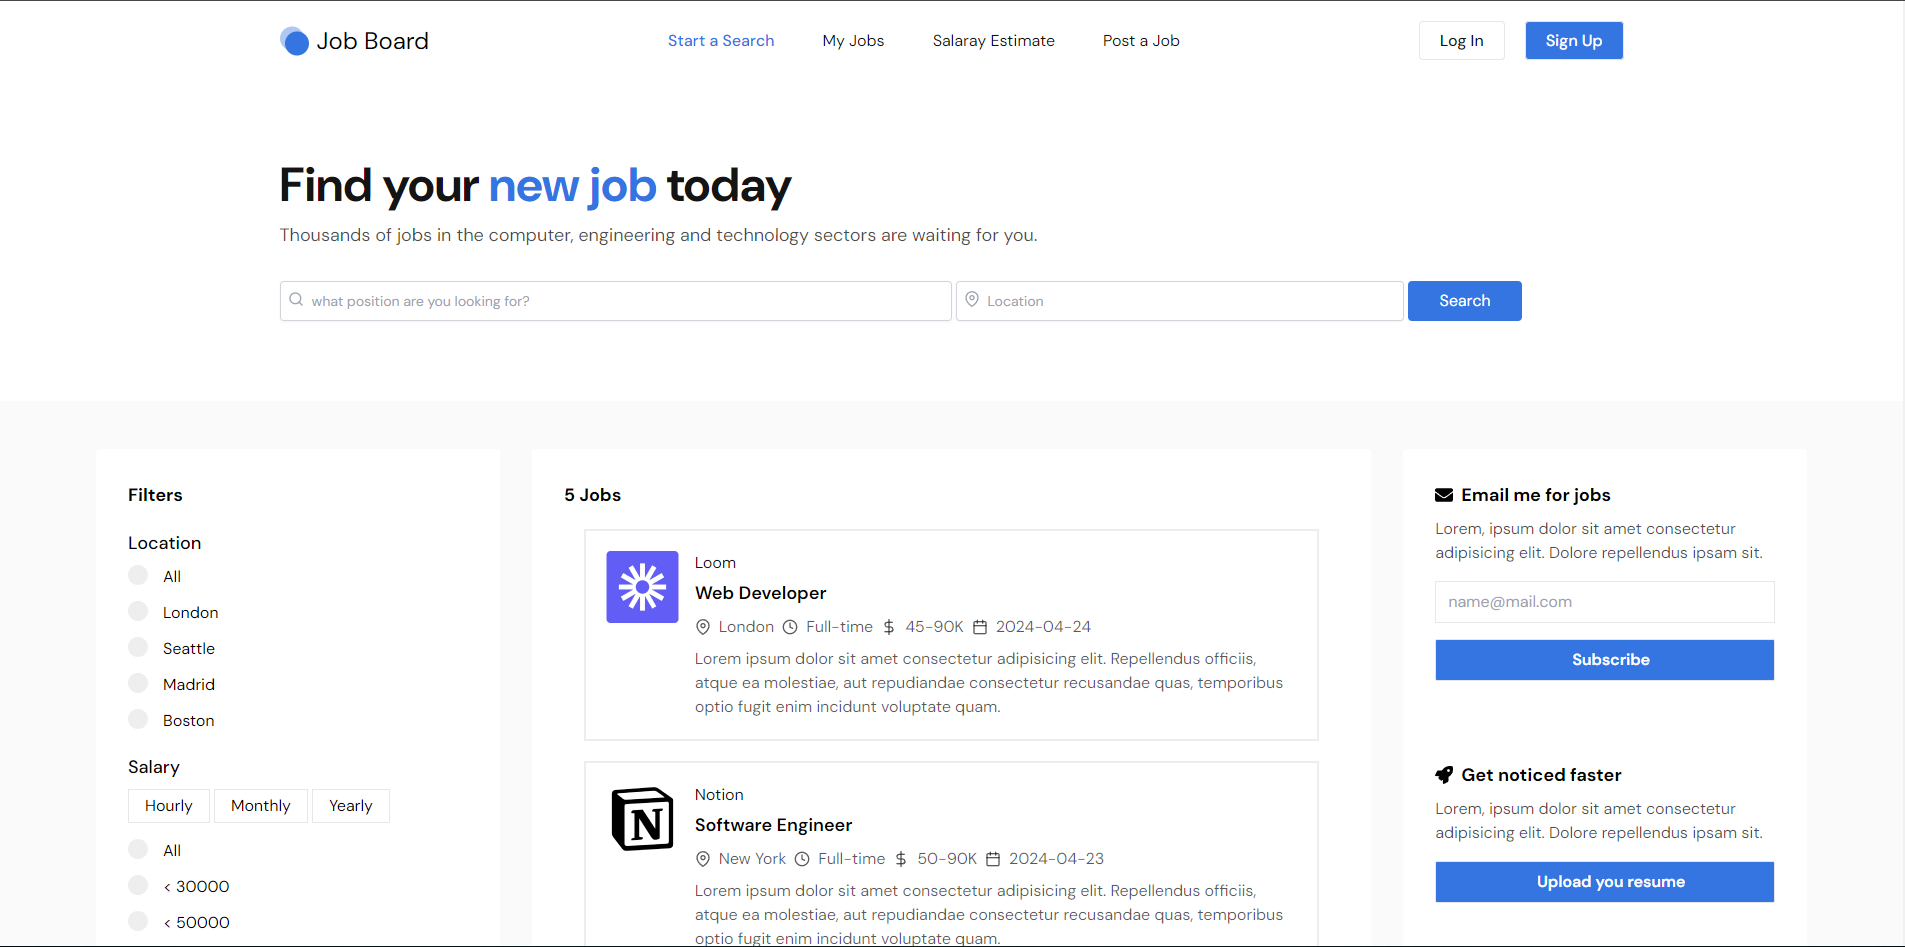 Job Board
Start a Search
My Jobs
Salaray Estimate
Post a Job
Log In
Sign Up
Find your new job today
Thousands of jobs in the computer, engineering and technology sectors are waiting for you.
what position are you looking for?
Location
Search
Filters
Location
All
London
Seattle
Madrid
Boston
Salary
Hourly
Monthly
Yearly
All
< 30000
< 50000
5 Jobs
Loom
Web Developer
London Full-time $ 45-90K 2024-04-24
Lorem ipsum dolor sit amet consectetur adipisicing elit. Repellendus officiis,
atque ea molestiae, aut repudiandae consectetur recusandae quas, temporibus
optio fugit enim incidunt voluptate quam.
N
Notion
Software Engineer
New York Full-time $ 50-90K 2024-04-23
Lorem ipsum dolor sit amet consectetur adipisicing elit. Repellendus officiis,
atque ea molestiae, aut repudiandae consectetur recusandae quas, temporibus
optio fugit enim incidunt voluptate quam.
Email me for jobs
Lorem, ipsum dolor sit amet consectetur
adipisicing elit. Dolore repellendus ipsam sit.
name@mail.com
Subscribe
Get noticed faster
Lorem, ipsum dolor sit amet consectetur
adipisicing elit. Dolore repellendus ipsam sit.
Upload you resume